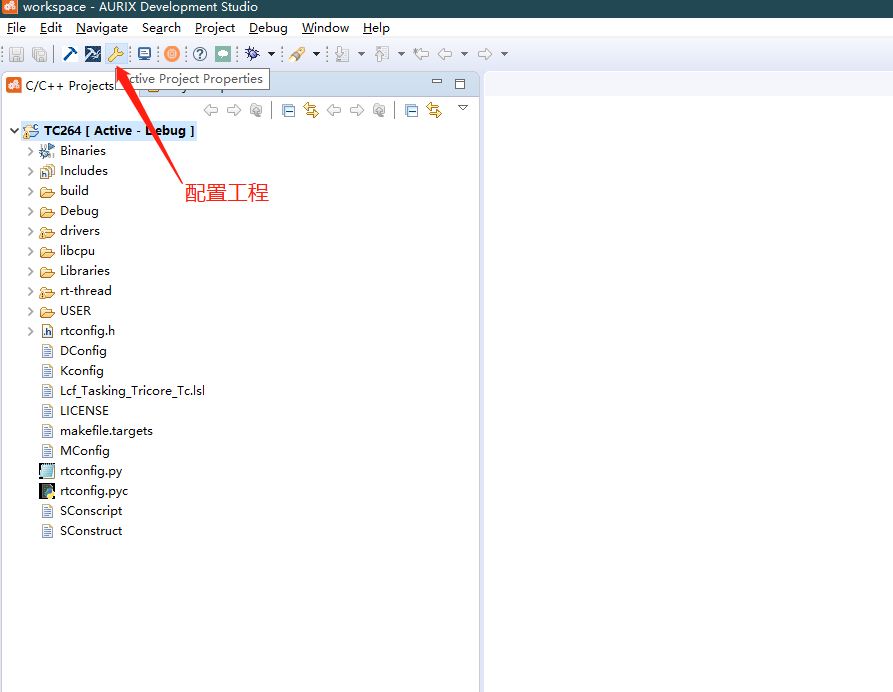 workspace - AURIX Development Studio
File Edit Navigate Search Project Debug Window Help
C/C++ Projects
ctive Project Properties
TC264 [ Active - Debug ]
Binaries
Includes
配置工程
build
Debug
drivers
libcpu
Libraries
rt-thread
USER
rtconfig.h
DConfig
Kconfig
Lcf_Tasking_Tricore_Tc.lsl
LICENSE
makefile.targets
MConfig
rtconfig.py
rtconfig.pyc
SConscript
SConstruct